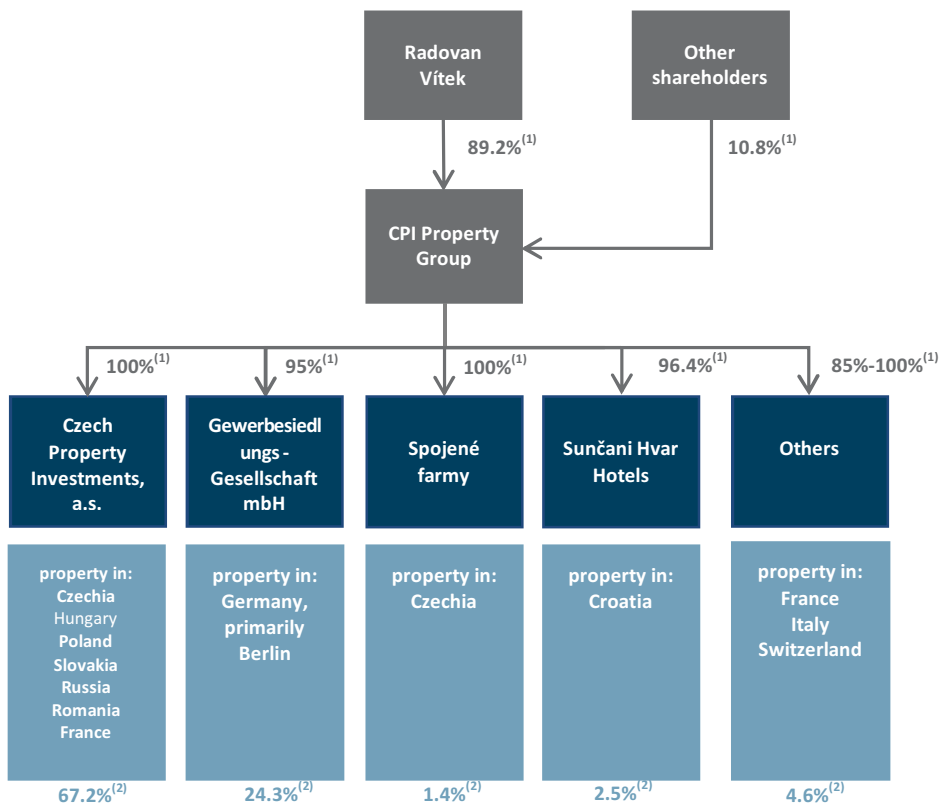 Radovan
Vítek
Other
shareholders
89.2%(1)
10.8%(1)
CPI Property
Group
100%(1)
95%(1)
100%(1)
96.4%(1)
85%-100%(1)
Czech
Property
Investments,
a.s.
Gewerbesiedl
ungs -
Gesellschaft
mbH
Spojené
farmy
Sunčani Hvar
Hotels
Others
property in:
Czechia
Hungary
Poland
Slovakia
Russia
Romania
France
property in:
Germany,
primarily
Berlin
property in:
Czechia
property in:
Croatia
property in:
France
Italy
Switzerland
67.2%(2)
24.3%(2)
1.4%(2)
2.5%(2)
4.6%(2)